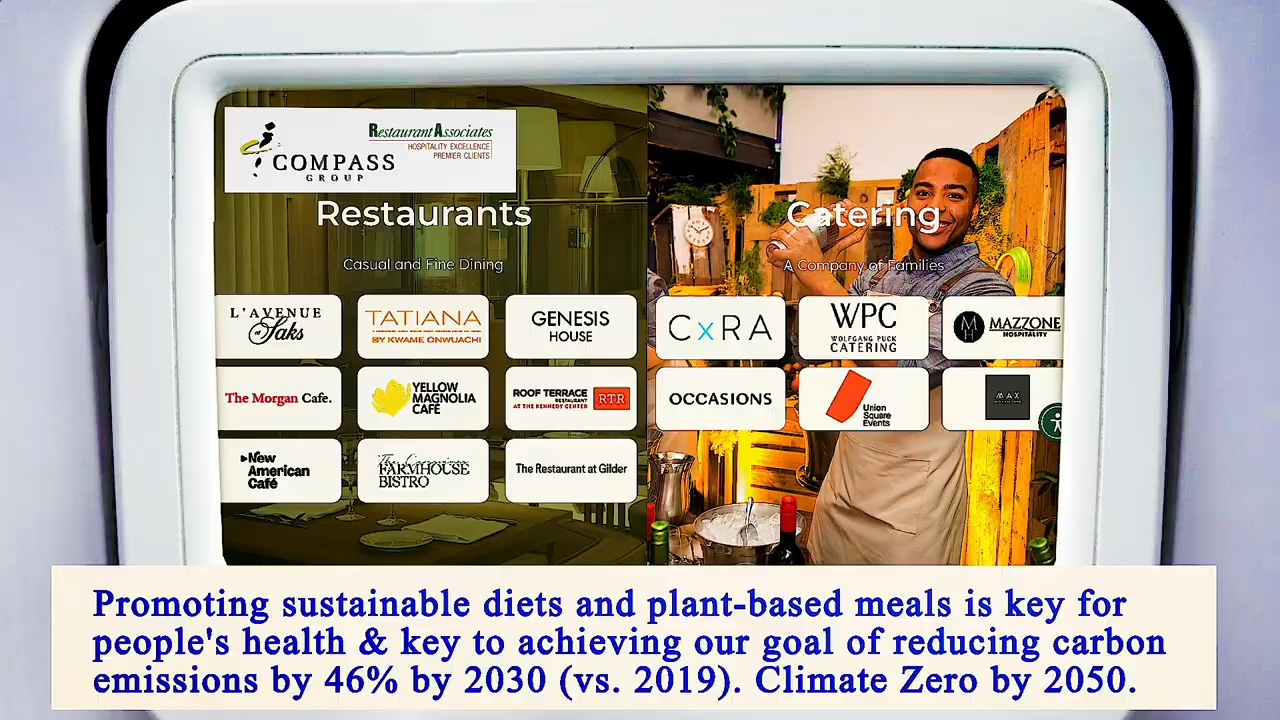 COMPASS
GROUP
Restaurant Associates
HOSPITALITY EXCELLENCE
PREMIER CLIENTS
Restaurants
Casual and Fine Dining
L'AVENUE
at Saks
TATIANA
BY KWAME ONWUACHI
GENESIS
HOUSE
The Morgan Cafe.
YELLOW
MAGNOLIA
CAFÉ
ROOF TERRACE
RESTAURANT
AT THE KENNEDY CENTER
RTR
New
American
Café
FARMHOUSE
BISTRO
The Restaurant at Gilder
Catering
A Company of Families
CxRA
WPC
WOLFGANG PUCK
CATERING
MH
MAZZONE
HOSPITALITY
OCCASIONS
Union
Square
Events
MAX
Promoting sustainable diets and plant-based meals is key for
people's health & key to achieving our goal of reducing carbon
emissions by 46% by 2030 (vs. 2019). Climate Zero by 2050.